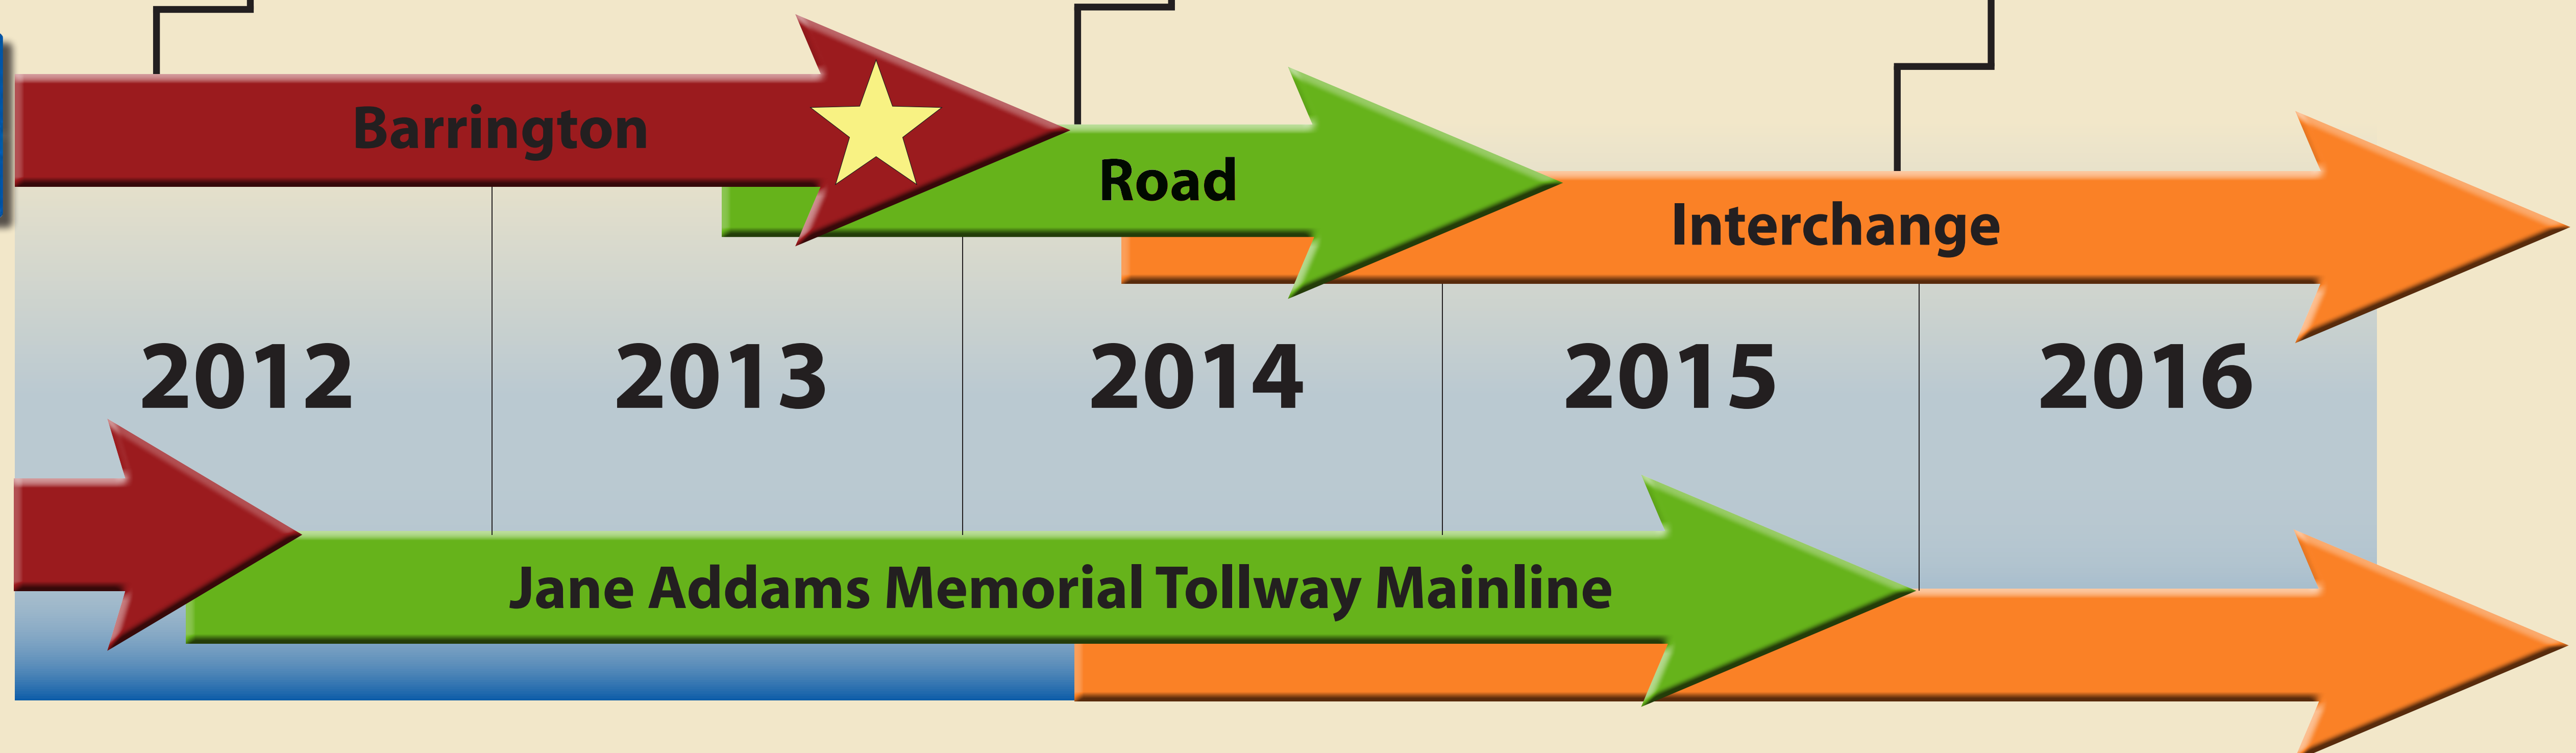 Barrington
Road
Interchange
2012 2013 2014 2015 2016
Jane Addams Memorial Tollway Mainline